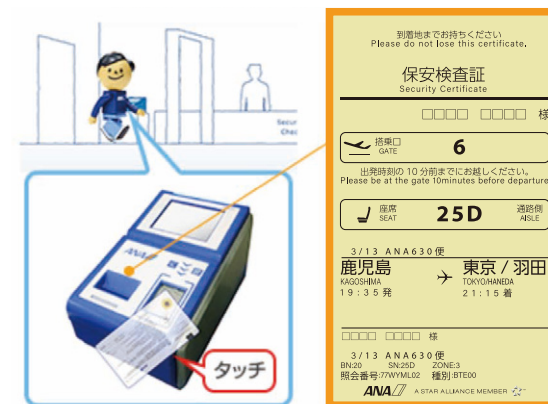 Secur
Chec
ANA
タッチ
到着地までお持ちください
Please do not lose this certificate.
保安検査証
Security Certificate
□□□□ □□□□ 様
搭乗口
GATE
6
出発時刻の 10 分前までにお越しください。
Please be at the gate 10minutes before departure
座席
SEAT
25D
通路側
AISLE
3/13 ANA630便
鹿児島 東京 / 羽田
KAGOSHIMA TOKYO/HANEDA
19:35発 21:15着
□□□□ □□□□ 様
3/13 ANA630便
BN:20 SN:25D ZONE:3
照会番号:77WYML02 種別:BTE00
ANA A STAR ALLIANCE MEMBER